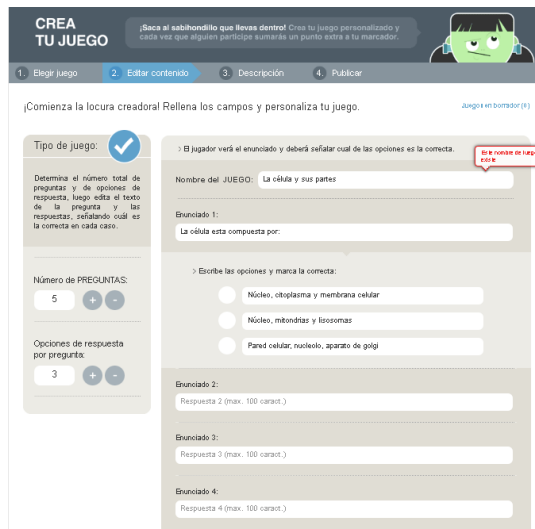 CREA
TU JUEGO
¡Saca al sabihondillo que llevas dentro! Crea tu juego personalizado y
cada vez que alguien participe sumarás un punto extra a tu marcador.
1. Elegir juego
2. Editar contenido
3. Descripción
4. Publicar
¡Comienza la locura creadora! Rellena los campos y personaliza tu juego.
Juegos en borrador (6)
Tipo de juego:
Determina el número total de
preguntas y de opciones de
respuesta, luego edita el texto
de la pregunta y las
respuestas, señalando cuál es
la correcta en cada caso.
Número de PREGUNTAS:
5 + -
Opciones de respuesta
por pregunta:
3 + -
> El jugador verá el enunciado y deberá señalar cual de las opciones es la correcta.
Este nombre de juego
existe
Nombre del JUEGO: La célula y sus partes
Enunciado 1:
La célula esta compuesta por:
> Escribe las opciones y marca la correcta:
Núcleo, citoplasma y membrana celular
Núcleo, mitondrias y lisosomas
Pared celular, nucleolo, aparato de golgi
Enunciado 2:
Respuesta 2 (max. 100 caract.)
Enunciado 3:
Respuesta 3 (max. 100 caract.)
Enunciado 4:
Respuesta 4 (max. 100 caract.)